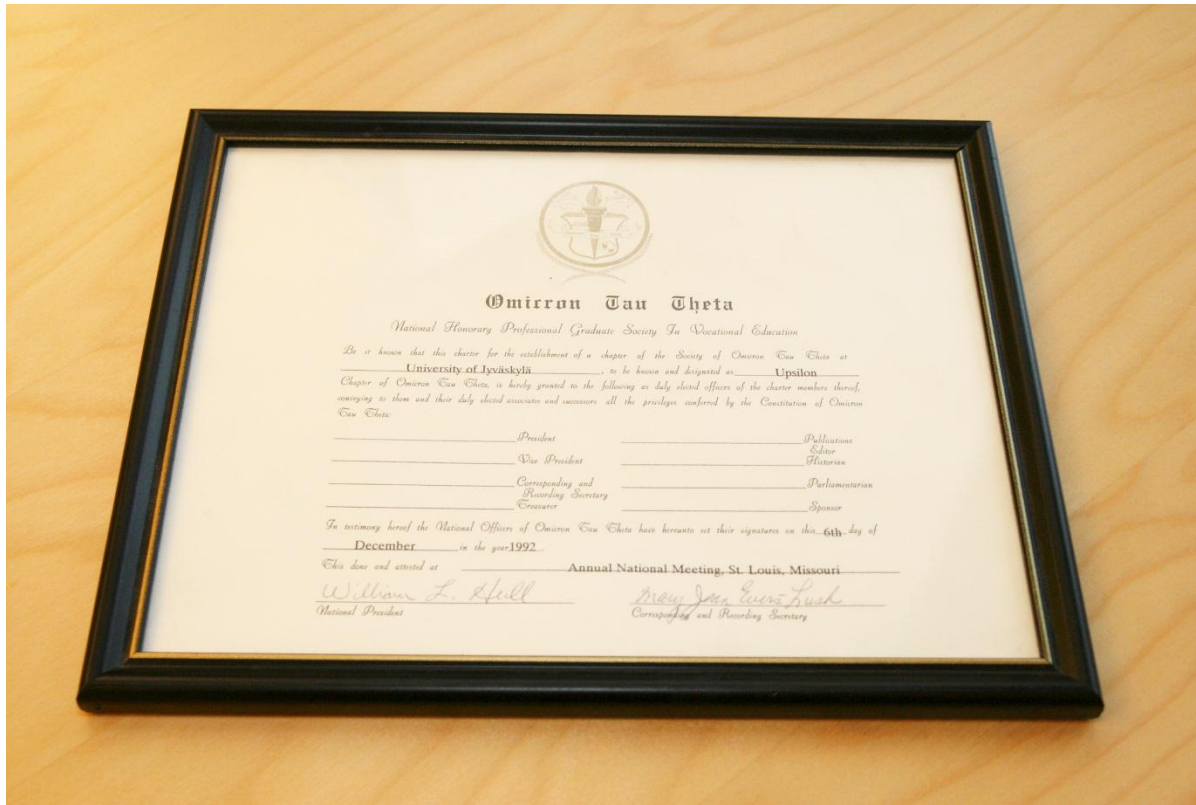 Omicron Tau Theta
National Honorary Professional Graduate Society In Vocational Education
Be it known that this charter for the establishment of a chapter of the Society of Omicron Tau Theta at
University of Jyväskylä, to be known and designated as Upsilon
Chapter of Omicron Tau Theta, is hereby granted to the following as duly elected officers of the charter members thereof,
conveying to them and their duly elected associates and successors all the privileges conferred by the Constitution of Omicron
Tau Theta:
President
Publications
Editor
Vice President
Historian
Corresponding and
Recording Secretary
Parliamentarian
Treasurer
Sponsor
In testimony hereof the National Officers of Omicron Tau Theta have hereunto set their signatures on this 6th day of
December in the year 1992
This done and attested at Annual National Meeting, St. Louis, Missouri
William L. Hull
Mary Jean Evers Lush
National President
Corresponding and Recording Secretary